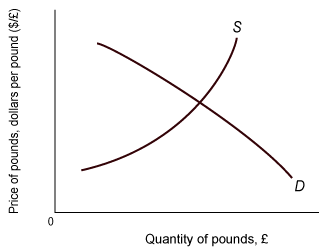 Price of pounds, dollars per pound ($/£)
S
D
0
Quantity of pounds, £